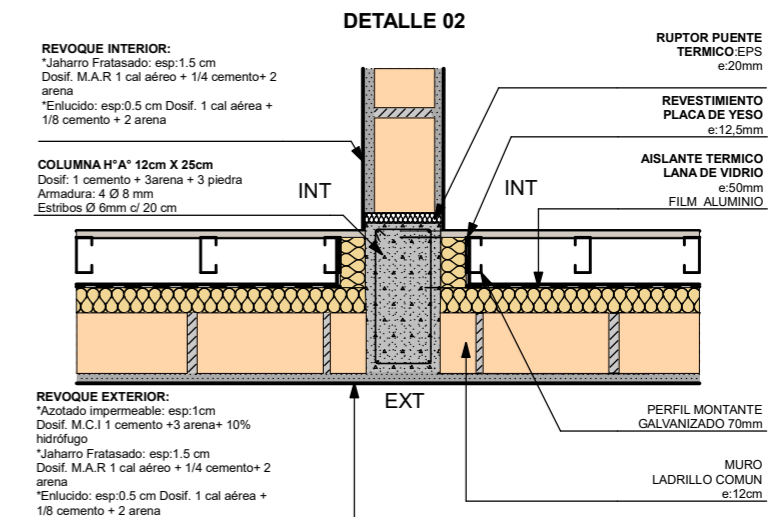 DETALLE 02
REVOQUE INTERIOR:
*Jaharro Fratasado: esp:1.5 cm
Dosif. M.A.R 1 cal aéreo + 1/4 cemento+ 2
arena
*Enlucido: esp:0.5 cm Dosif. 1 cal aérea +
1/8 cemento + 2 arena
COLUMNA H°A° 12cm X 25cm
Dosif: 1 cemento + 3arena + 3 piedra
Armadura: 4 Ø 8 mm
Estribos Ø 6mm c/ 20 cm
INT
INT
RUPTOR PUENTE
TERMICO:EPS
e:20mm
REVESTIMIENTO
PLACA DE YESO
e:12,5mm
AISLANTE TERMICO
LANA DE VIDRIO
e:50mm
FILM ALUMINIO
REVOQUE EXTERIOR:
*Azotado impermeable: esp:1cm
Dosif. M.C.I 1 cemento +3 arena+ 10%
hidrófugo
*Jaharro Fratasado: esp:1.5 cm
Dosif. M.A.R 1 cal aéreo + 1/4 cemento+ 2
arena
*Enlucido: esp:0.5 cm Dosif. 1 cal aérea +
1/8 cemento + 2 arena
EXT
PERFIL MONTANTE
GALVANIZADO 70mm
MURO
LADRILLO COMUN
e:12cm